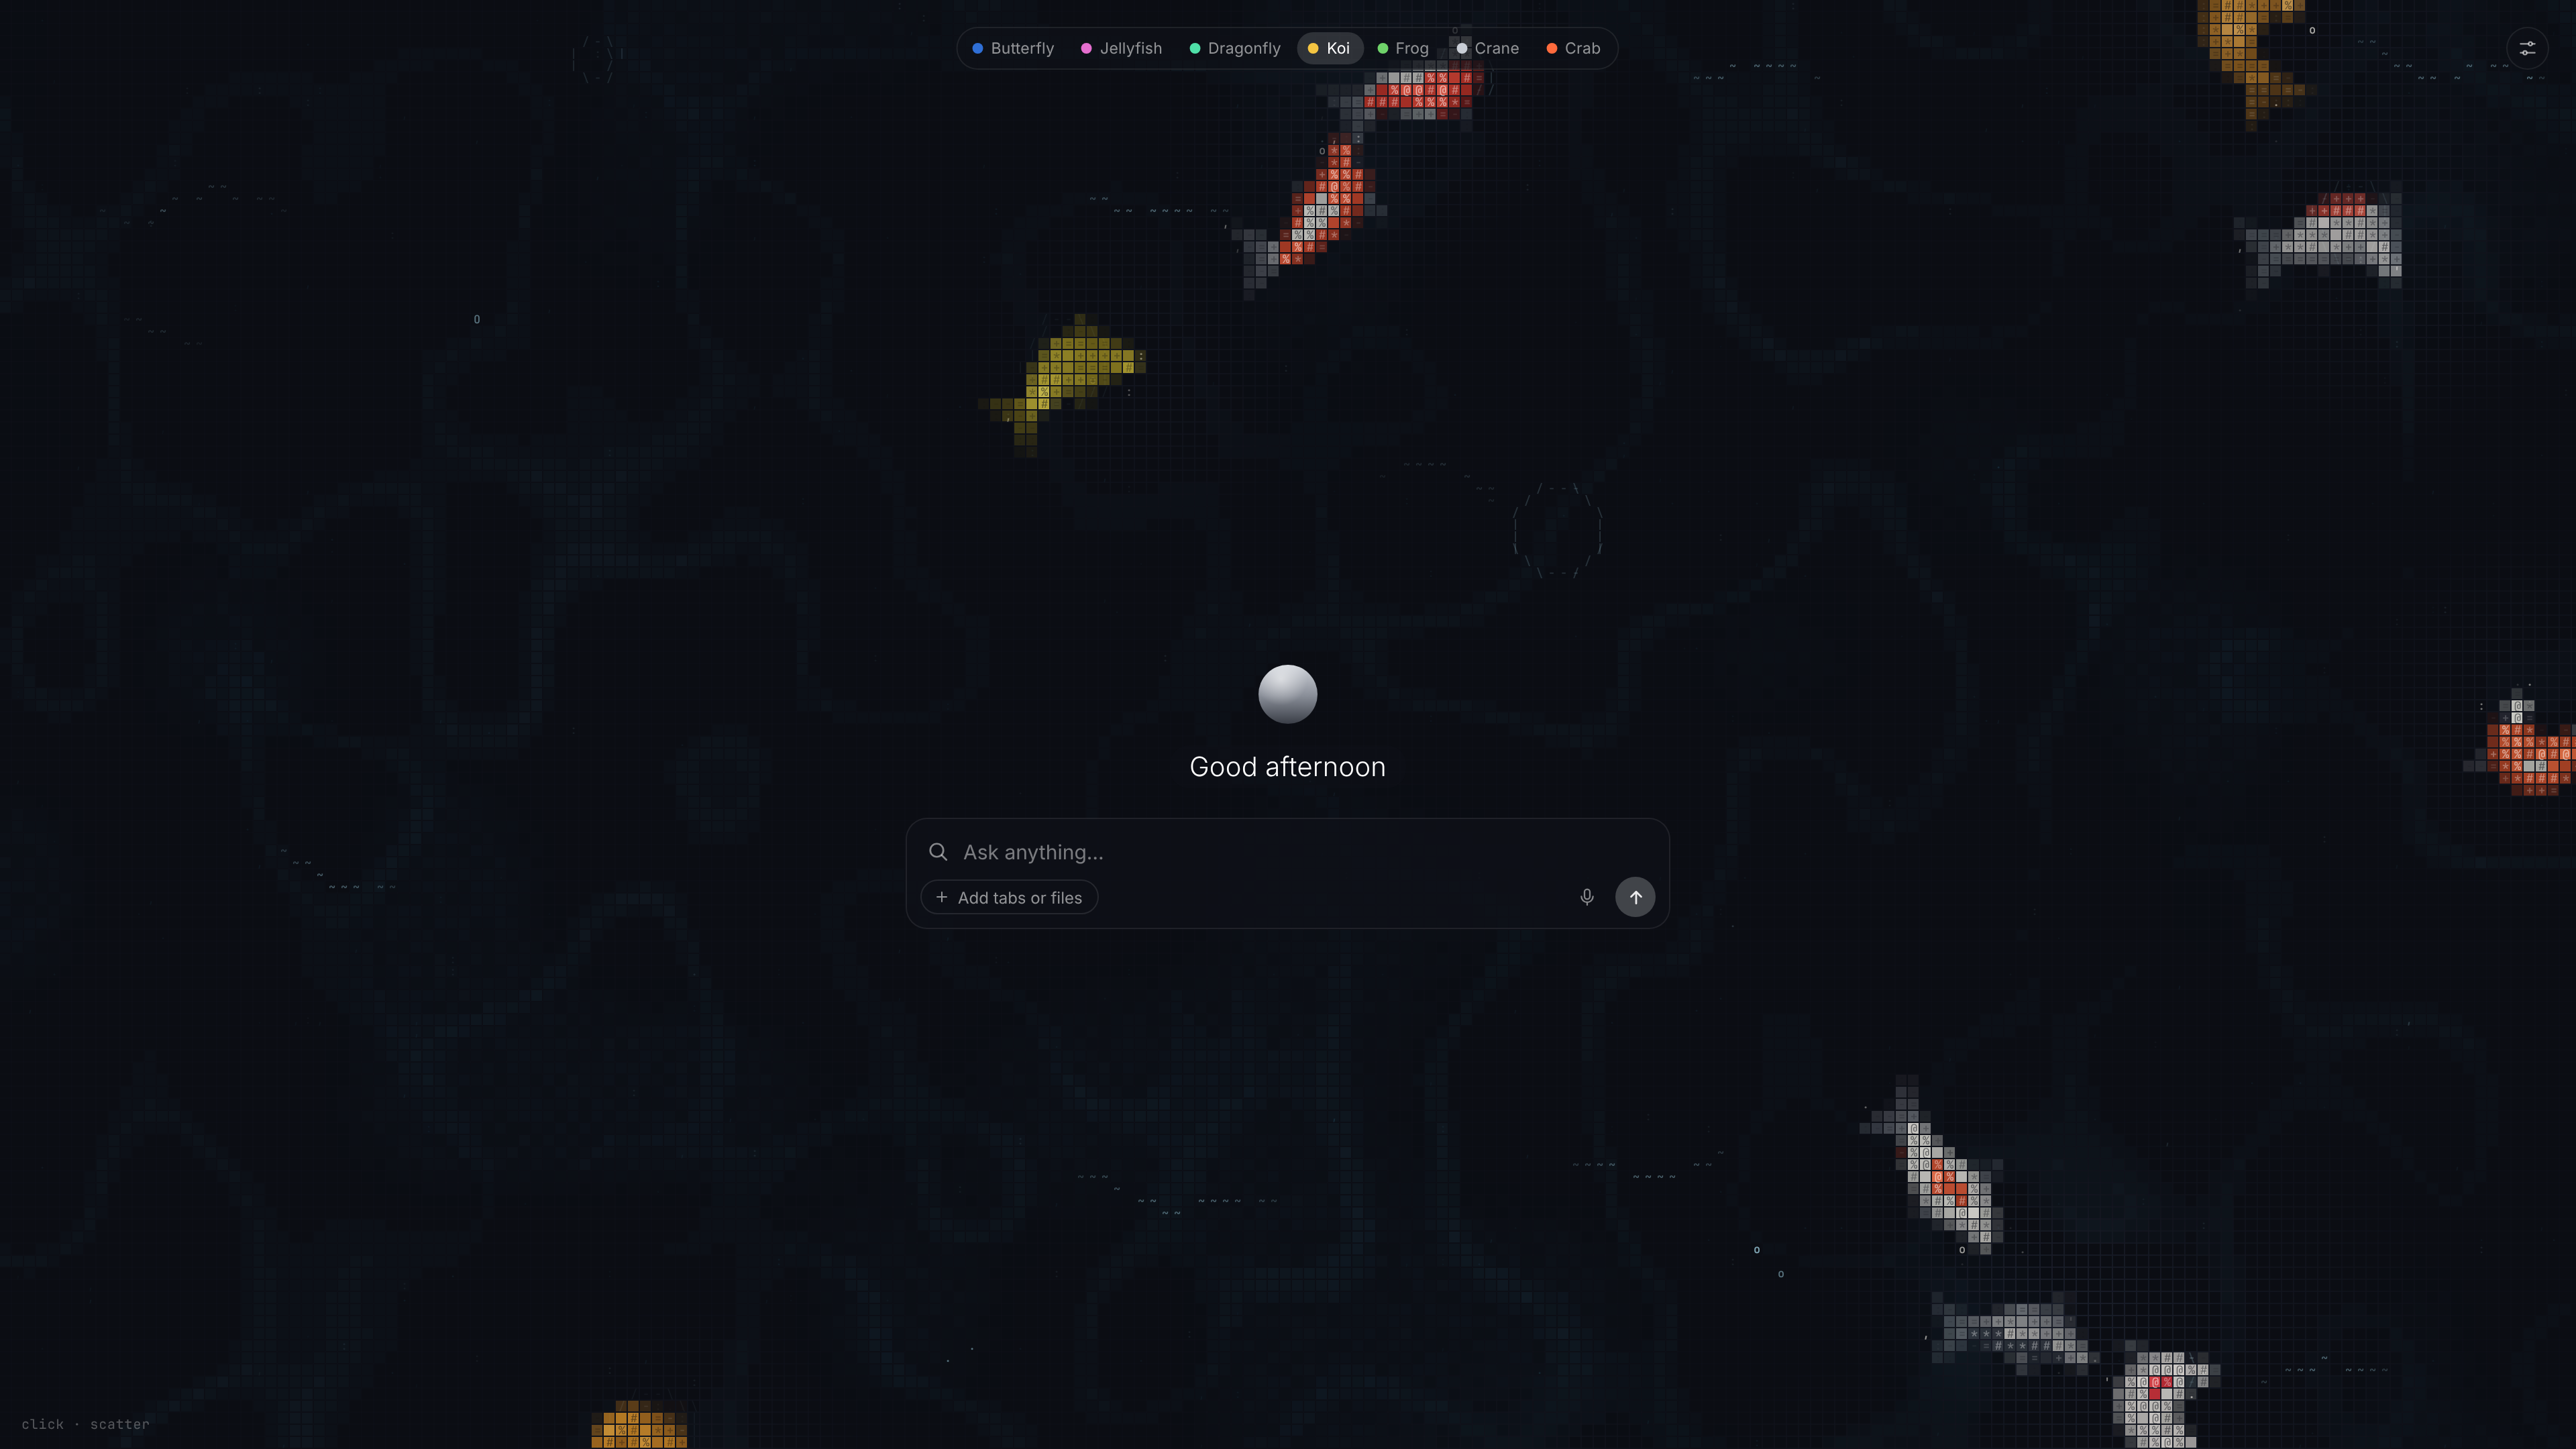 Butterfly Jellyfish Dragonfly Koi Frog Crane Crab
Good afternoon
Ask anything...
+ Add tabs or files
click · scatter